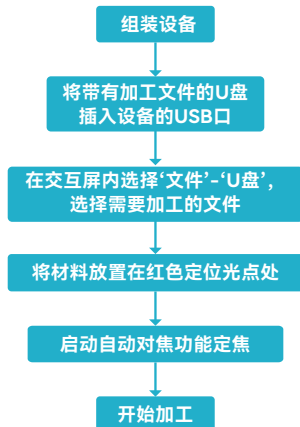 组装设备
将带有加工文件的U盘
插入设备的USB口
在交互屏内选择‘文件’-‘U盘’，
选择需要加工的文件
将材料放置在红色定位光点处
启动自动对焦功能定焦
开始加工